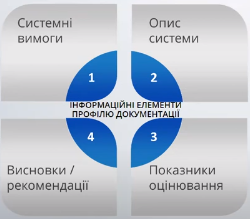 Системні
вимоги
Опис
системи
1
2
ІНФОРМАЦІЙНІ ЕЛЕМЕНТИ
ПРОФІЛЮ ДОКУМЕНТАЦІЇ
4
3
Висновки /
рекомендації
Показники
оцінювання